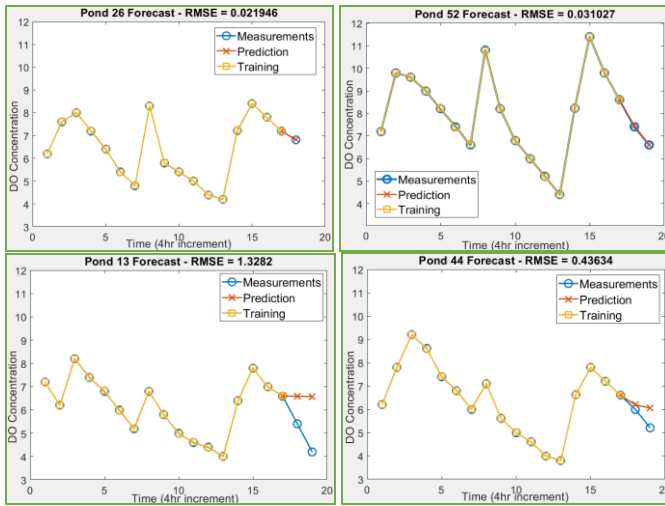 Pond 26 Forecast - RMSE = 0.021946
12
11
10
9
8
7
6
5
4
3
DO Concentration
Measurements
Prediction
Training
0 5 10 15 20
Time (4hr increment)
Pond 52 Forecast - RMSE = 0.031027
12
11
10
9
8
7
6
5
4
3
DO Concentration
Measurements
Prediction
Training
0 5 10 15 20
Time (4hr increment)
Pond 13 Forecast - RMSE = 1.3282
12
11
10
9
8
7
6
5
4
3
DO Concentration
Measurements
Prediction
Training
0 5 10 15 20
Time (4hr increment)
Pond 44 Forecast - RMSE = 0.43634
12
11
10
9
8
7
6
5
4
3
DO Concentration
Measurements
Prediction
Training
0 5 10 15 20
Time (4hr increment)